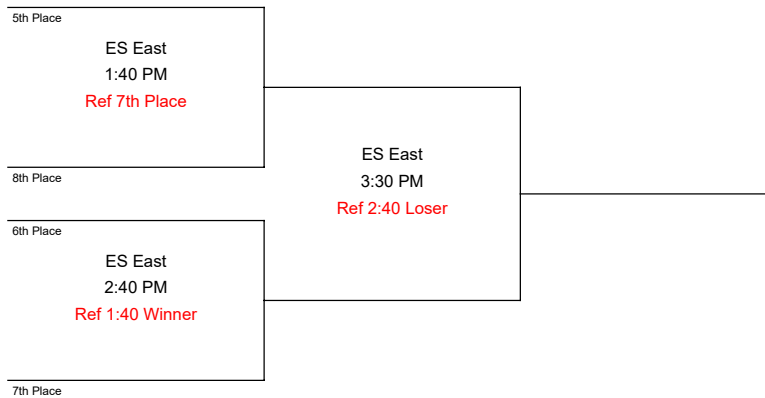 5th Place
ES East
1:40 PM
Ref 7th Place
8th Place
ES East
3:30 PM
Ref 2:40 Loser
6th Place
ES East
2:40 PM
Ref 1:40 Winner
7th Place